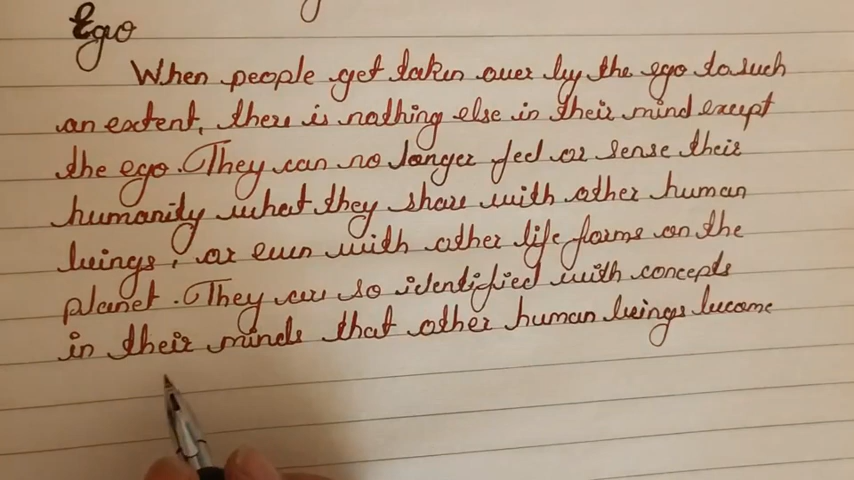 Ego
When people get taken over by the ego to such
an extent, there is nothing else in their mind except
the ego. They can no longer feel or sense their
humanity what they share with other human
beings, or even with other life forms on the
planet. They are so identified with concepts
in their minds that other human beings become